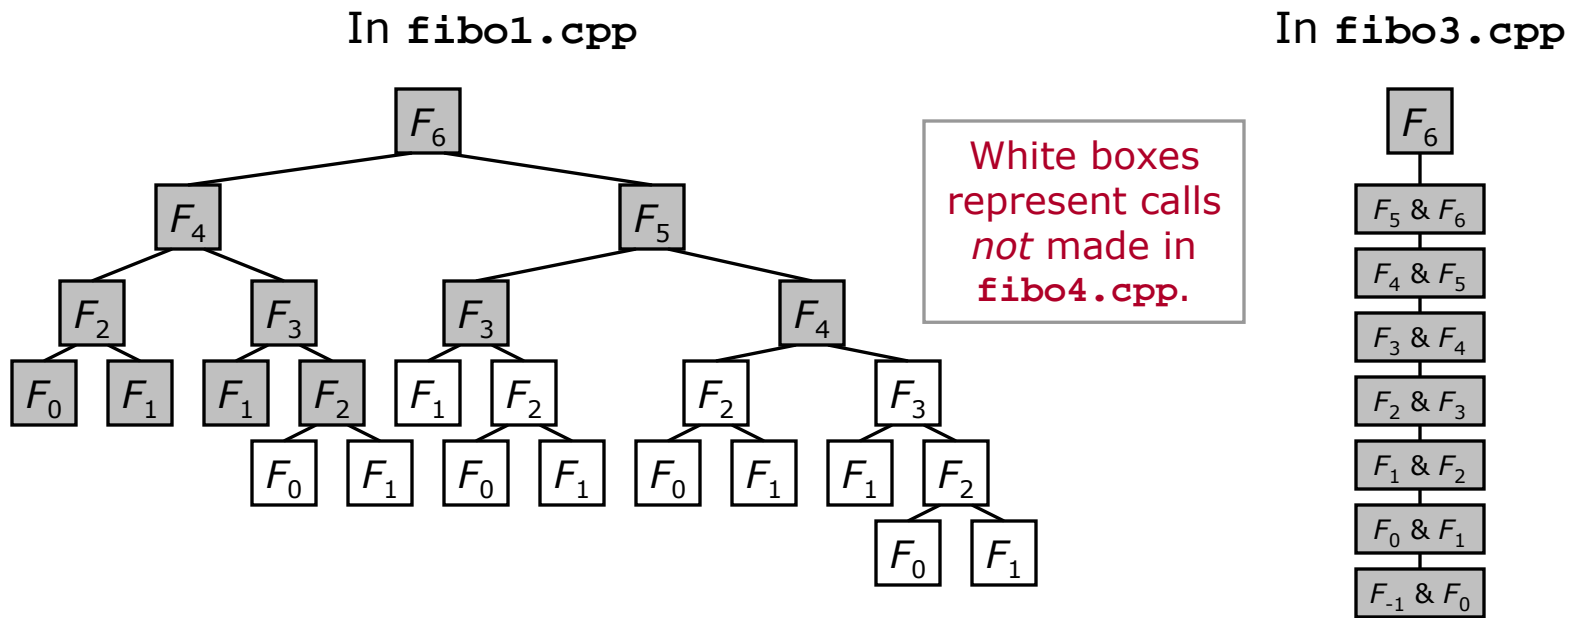 In fibo1.cpp
F6
F4 F5
F2 F3 F3 F4
F0 F1 F1 F2 F1 F2 F2 F3
F0 F1 F0 F1 F0 F1 F1 F2
F0 F1
White boxes
represent calls
not made in
fibo4.cpp.
In fibo3.cpp
F6
F5 & F6
F4 & F5
F3 & F4
F2 & F3
F1 & F2
F0 & F1
F-1 & F0